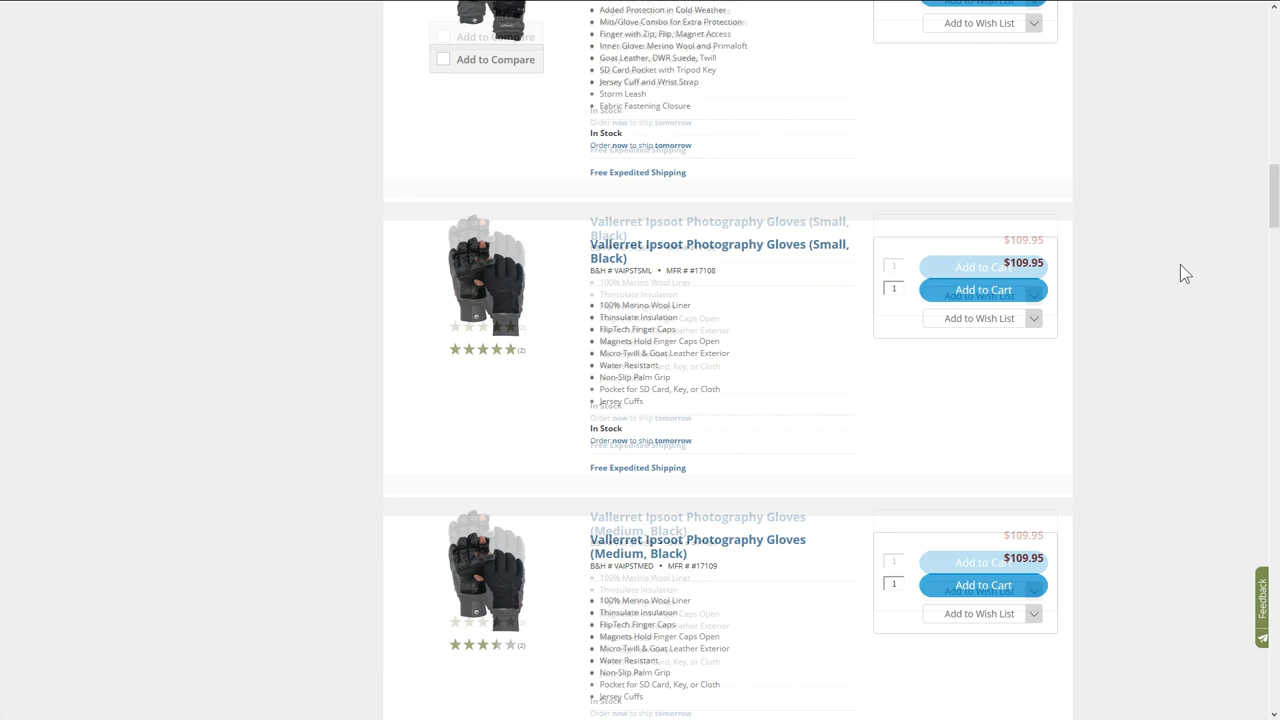 Added Protection in Cold Weather
Mitt/Glove Combo for Extra Protection
Finger with Zip, Flip, Magnet Access
Inner Glove: Merino Wool and Primaloft
Goat Leather, DWR Suede, Twill
SD Card Pocket with Tripod Key
Jersey Cuff and Wrist Strap
Storm Leash
Fabric Fastening Closure
In Stock
Order now to ship tomorrow
Free Expedited Shipping
Add to Compare
Add to Wish List
Vallerret Ipsoot Photography Gloves (Small,
Black)
B&H # VAIPSTSML • MFR # #17108
100% Merino Wool Liner
Thinsulate Insulation
FlipTech Finger Caps
Magnets Hold Finger Caps Open
Micro-Twill & Goat Leather Exterior
Water Resistant
Non-Slip Palm Grip
Pocket for SD Card, Key, or Cloth
Jersey Cuffs
In Stock
Order now to ship tomorrow
Free Expedited Shipping
(2)
$109.95
1
Add to Cart
Add to Wish List
Vallerret Ipsoot Photography Gloves
(Medium, Black)
B&H # VAIPSTMED • MFR # #17109
100% Merino Wool Liner
Thinsulate Insulation
FlipTech Finger Caps
Magnets Hold Finger Caps Open
Micro-Twill & Goat Leather Exterior
Water Resistant
Non-Slip Palm Grip
Pocket for SD Card, Key, or Cloth
Jersey Cuffs
In Stock
Order now to ship tomorrow
(2)
$109.95
1
Add to Cart
Add to Wish List
Feedback